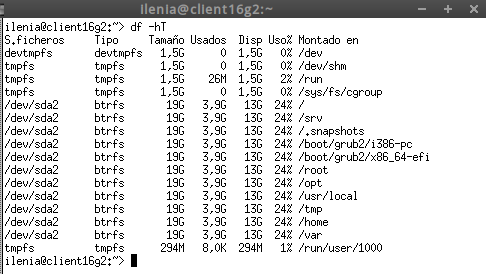 ilenia@client16g2:~
ilenia@client16g2:~> df -hT
S.ficheros     Tipo     Tamaño Usados  Disp Uso% Montado en
devtmpfs       devtmpfs   1,5G      0  1,5G   0% /dev
tmpfs          tmpfs      1,5G      0  1,5G   0% /dev/shm
tmpfs          tmpfs      1,5G    26M  1,5G   2% /run
tmpfs          tmpfs      1,5G      0  1,5G   0% /sys/fs/cgroup
/dev/sda2      btrfs       19G   3,9G   13G  24% /
/dev/sda2      btrfs       19G   3,9G   13G  24% /srv
/dev/sda2      btrfs       19G   3,9G   13G  24% /.snapshots
/dev/sda2      btrfs       19G   3,9G   13G  24% /boot/grub2/i386-pc
/dev/sda2      btrfs       19G   3,9G   13G  24% /boot/grub2/x86_64-efi
/dev/sda2      btrfs       19G   3,9G   13G  24% /root
/dev/sda2      btrfs       19G   3,9G   13G  24% /opt
/dev/sda2      btrfs       19G   3,9G   13G  24% /usr/local
/dev/sda2      btrfs       19G   3,9G   13G  24% /tmp
/dev/sda2      btrfs       19G   3,9G   13G  24% /home
/dev/sda2      btrfs       19G   3,9G   13G  24% /var
tmpfs          tmpfs      294M   8,0K  294M   1% /run/user/1000
ilenia@client16g2:~>